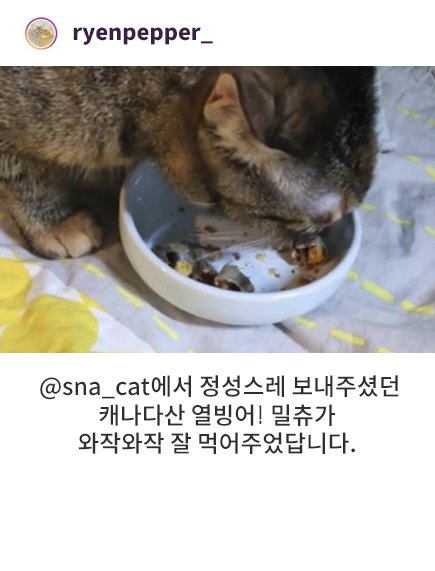 ryenpepper_
@sna_cat에서 정성스레 보내주셨던
캐나다산 열빙어! 밀츄가
와작와작 잘 먹어주었답니다.